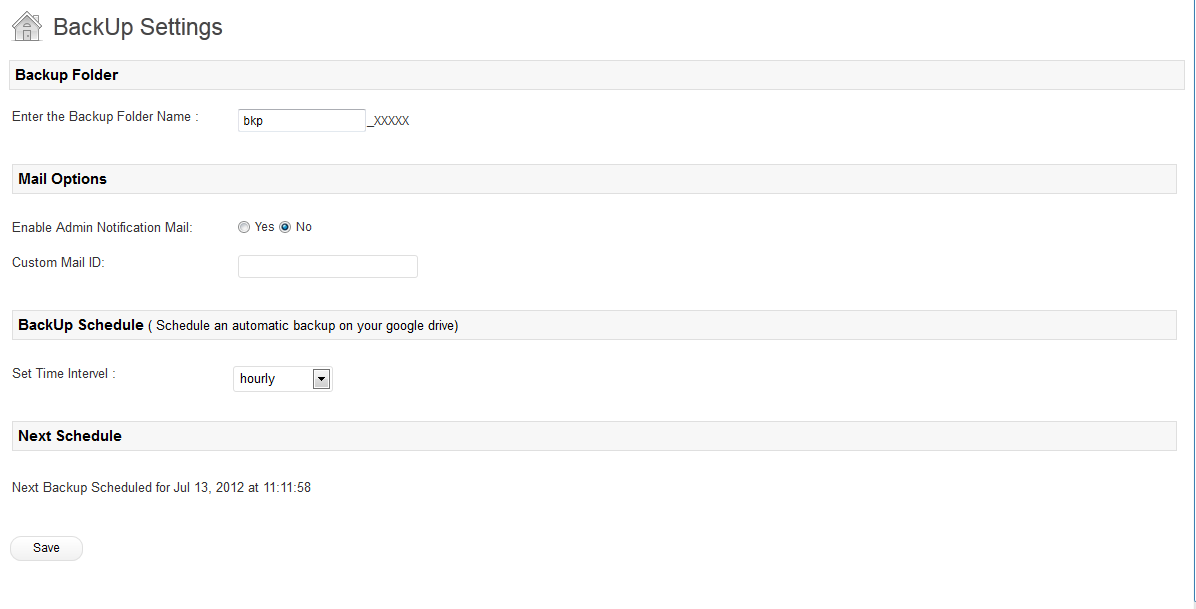 BackUp Settings
Backup Folder
Enter the Backup Folder Name : bkp _XXXXX
Mail Options
Enable Admin Notification Mail: Yes No
Custom Mail ID:
BackUp Schedule ( Schedule an automatic backup on your google drive)
Set Time Intervel : hourly
Next Schedule
Next Backup Scheduled for Jul 13, 2012 at 11:11:58
Save